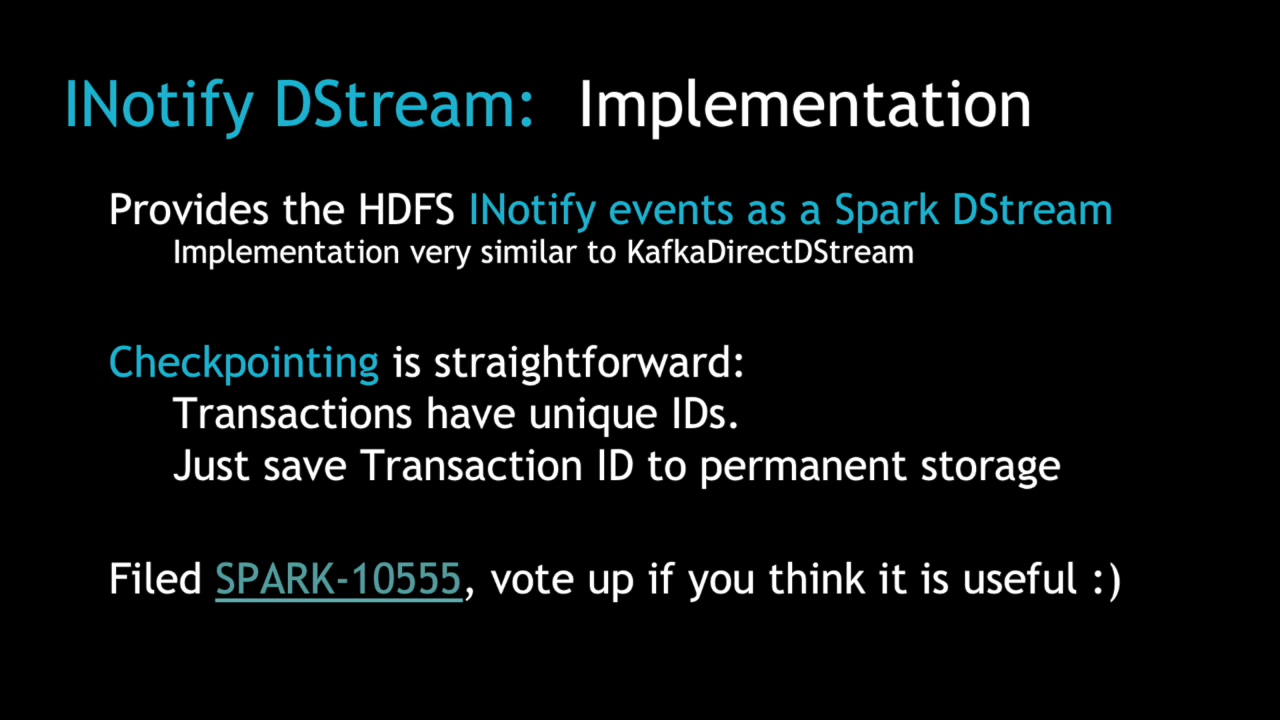 INotify DStream: Implementation
Provides the HDFS INotify events as a Spark DStream
Implementation very similar to KafkaDirectDStream
Checkpointing is straightforward:
Transactions have unique IDs.
Just save Transaction ID to permanent storage
Filed SPARK-10555, vote up if you think it is useful :)